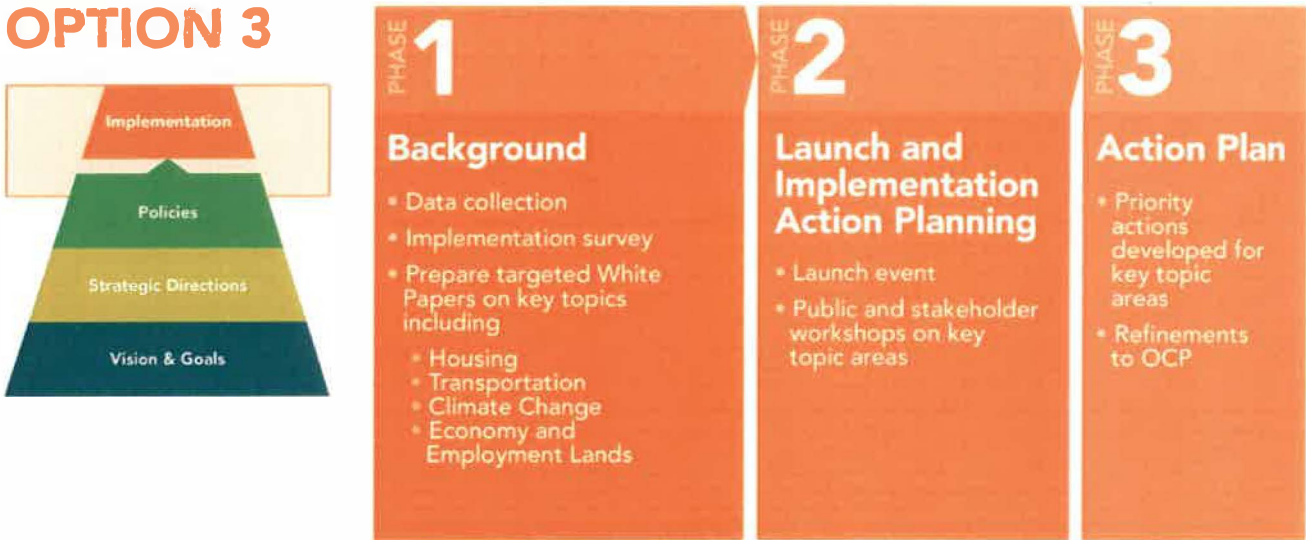 OPTION 3
Implementation
Policies
Strategic Directions
Vision & Goals
PHASE 1
Background
• Data collection
• Implementation survey
• Prepare targeted White
Papers on key topics
including
• Housing
• Transportation
• Climate Change
• Economy and
Employment Lands
PHASE 2
Launch and
Implementation
Action Planning
• Launch event
• Public and stakeholder
workshops on key
topic areas
PHASE 3
Action Plan
• Priority
actions
developed for
key topic
areas
• Refinements
to OCP